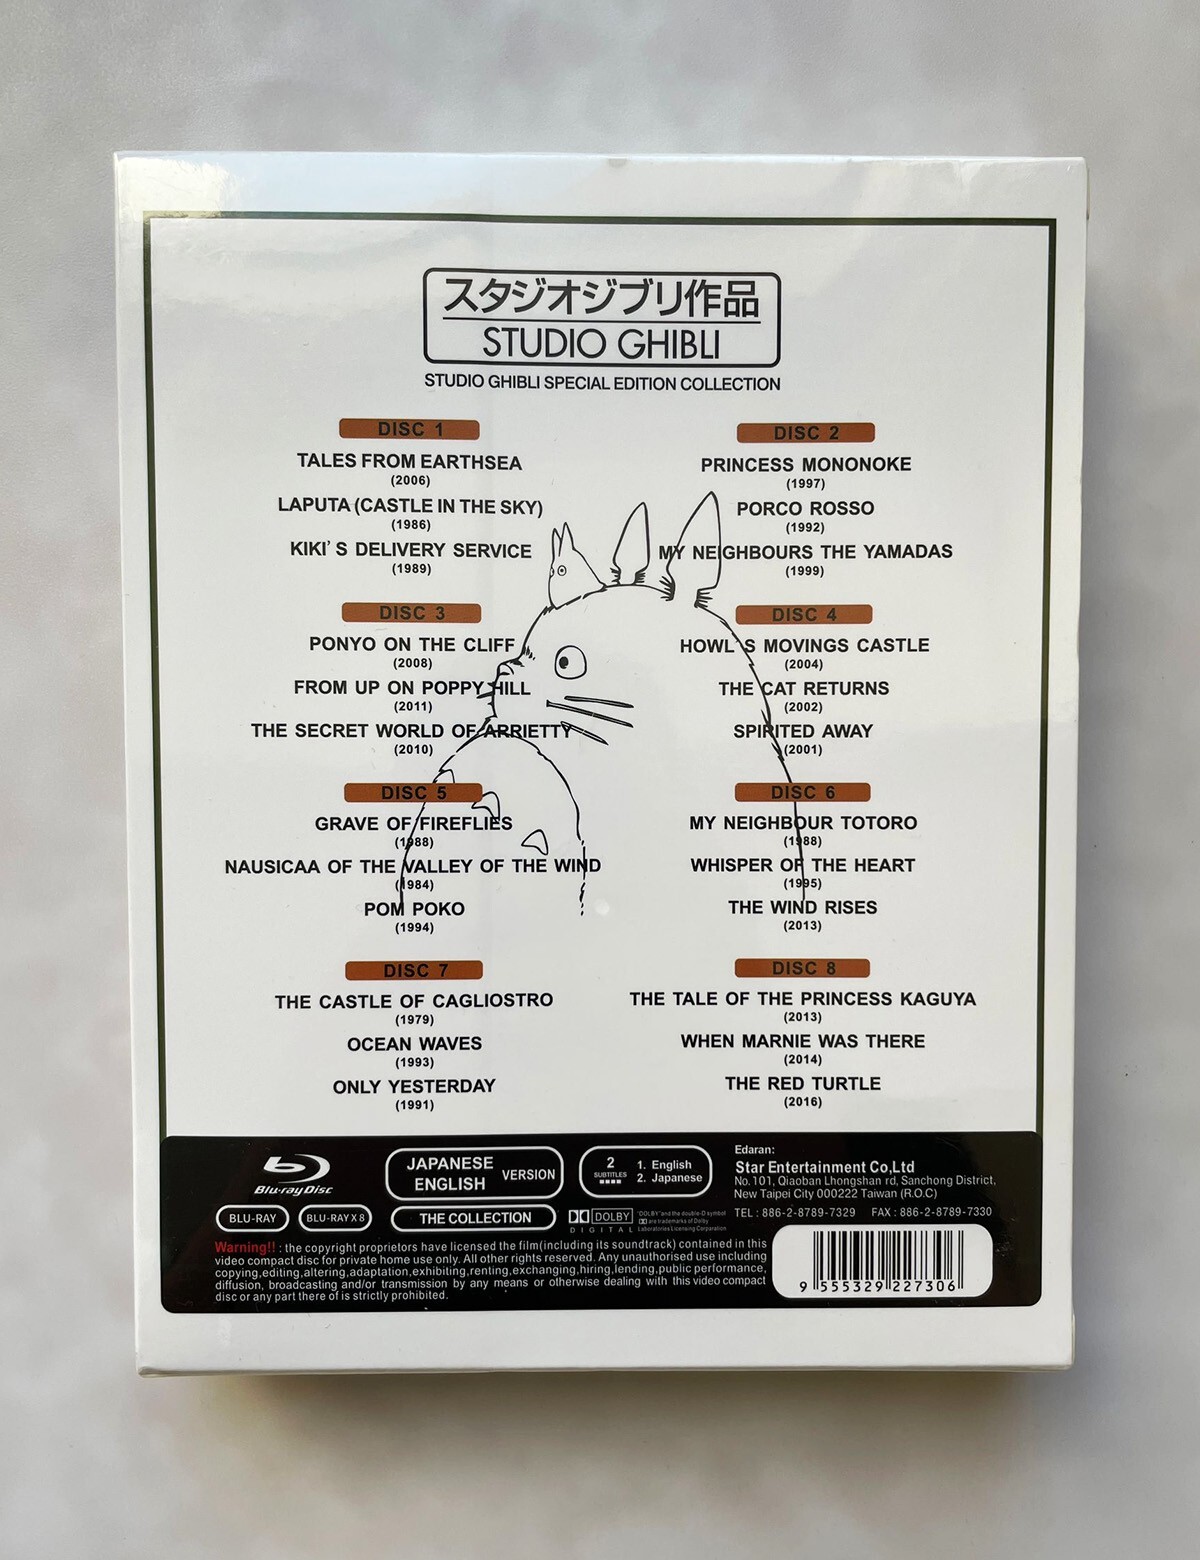 スタジオジブリ作品
STUDIO GHIBLI
STUDIO GHIBLI SPECIAL EDITION COLLECTION
DISC 1
TALES FROM EARTHSEA
(2006)
LAPUTA (CASTLE IN THE SKY)
(1986)
KIKI'S DELIVERY SERVICE
(1989)
DISC 2
PRINCESS MONONOKE
(1997)
PORCO ROSSO
(1992)
MY NEIGHBOURS THE YAMADAS
(1999)
DISC 3
PONYO ON THE CLIFF
(2008)
FROM UP ON POPPY HILL
(2011)
THE SECRET WORLD OF ARRIETTY
(2010)
DISC 4
HOWL'S MOVINGS CASTLE
(2004)
THE CAT RETURNS
(2002)
SPIRITED AWAY
(2001)
DISC 5
GRAVE OF FIREFLIES
(1988)
NAUSICAA OF THE VALLEY OF THE WIND
(1984)
POM POKO
(1994)
DISC 6
MY NEIGHBOUR TOTORO
(1988)
WHISPER OF THE HEART
(1995)
THE WIND RISES
(2013)
DISC 7
THE CASTLE OF CAGLIOSTRO
(1979)
OCEAN WAVES
(1993)
ONLY YESTERDAY
(1991)
DISC 8
THE TALE OF THE PRINCESS KAGUYA
(2013)
WHEN MARNIE WAS THERE
(2014)
THE RED TURTLE
(2016)
Blu-ray Disc
BLU-RAY
BLU-RAY X 8
JAPANESE
ENGLISH
VERSION
THE COLLECTION
2
SUBTITLES
1. English
2. Japanese
DOLBY
DIGITAL
"DOLBY" and the double-D symbol
are trademarks of Dolby
Laboratories Licensing Corporation
Edaran:
Star Entertainment Co,Ltd
No.101, Qiaoban Lhongshan rd, Sanchong District,
New Taipei City 000222 Taiwan (R.O.C)
TEL : 886-2-8789-7329 FAX : 886-2-8789-7330
Warning!! : the copyright proprietors have licensed the film(including its soundtrack) contained in this
video compact disc for private home use only. All other rights reserved. Any unauthorised use including
copying,editing,altering,adaptation,exhibiting,renting,exchanging,hiring,lending,public performance,
diffusion, broadcasting and/or transmission by any means or otherwise dealing with this video compact
disc or any part there of is strictly prohibited.
9 555329 227306